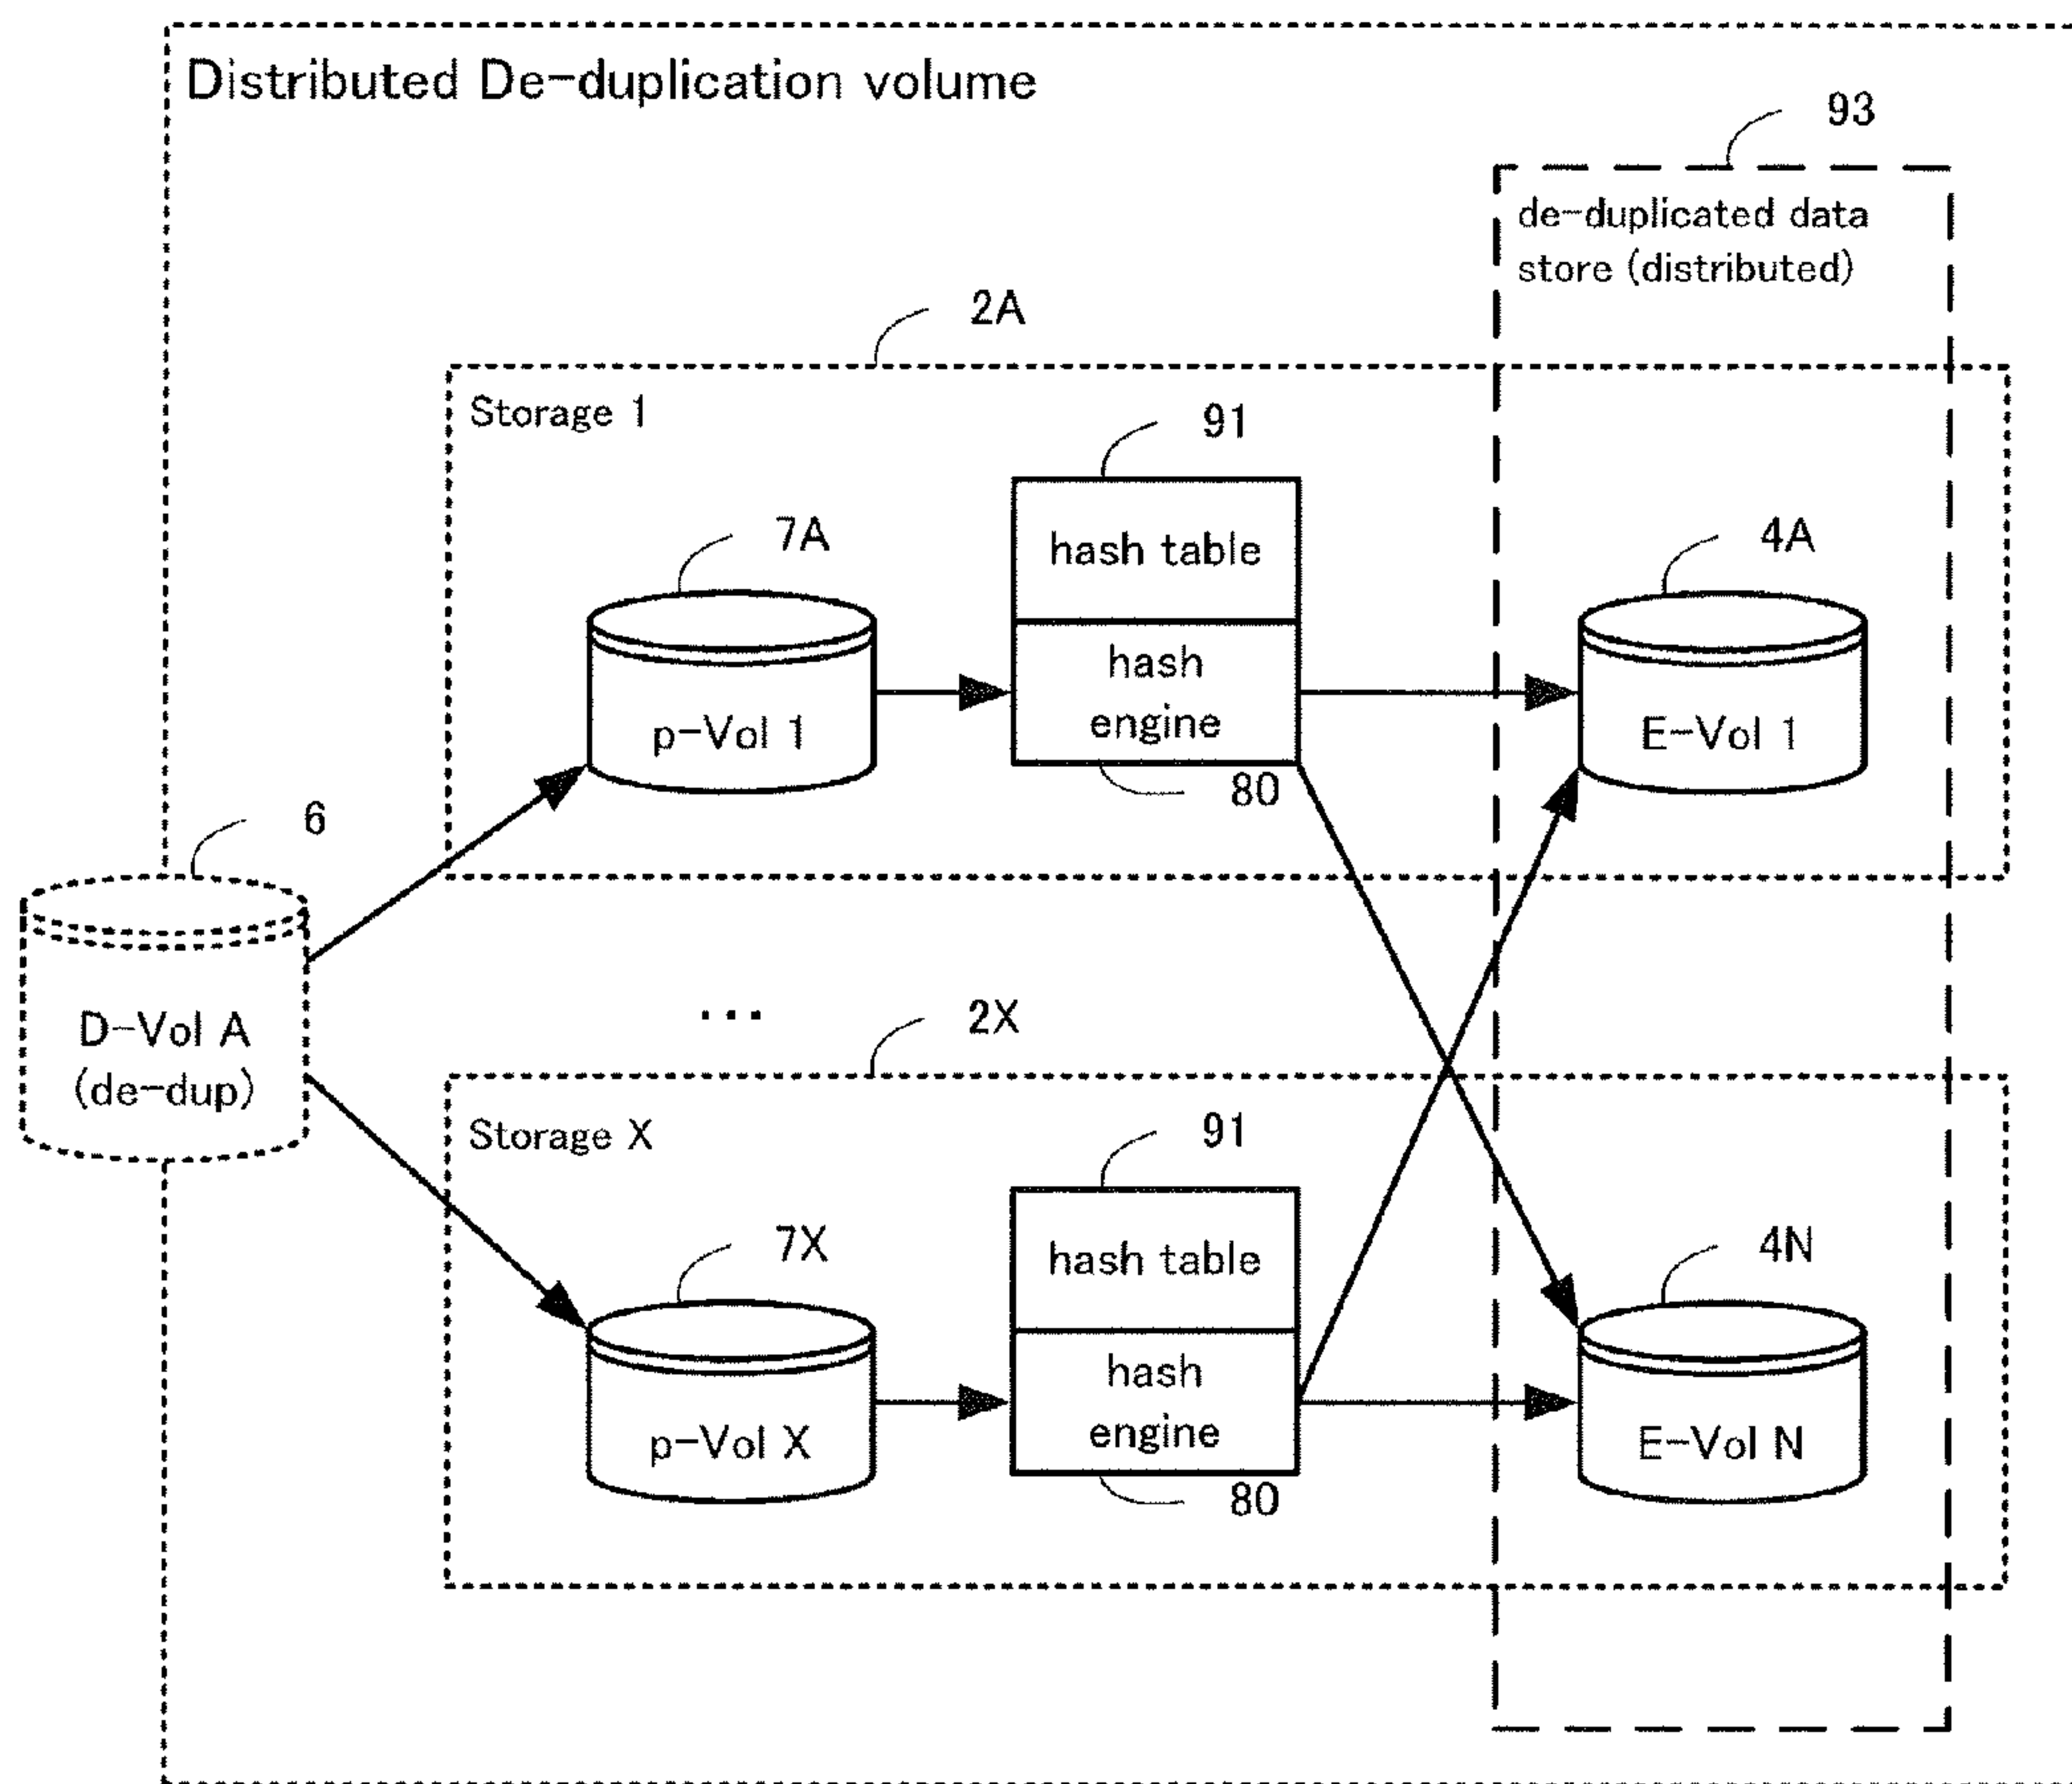 Distributed De-duplication volume
93
de-duplicated data
store (distributed)
2A
Storage 1
91
7A
hash table
4A
hash
engine
p-Vol 1
E-Vol 1
80
6
D-Vol A
(de-dup)
...
2X
Storage X
91
7X
hash table
4N
hash
engine
p-Vol X
E-Vol N
80